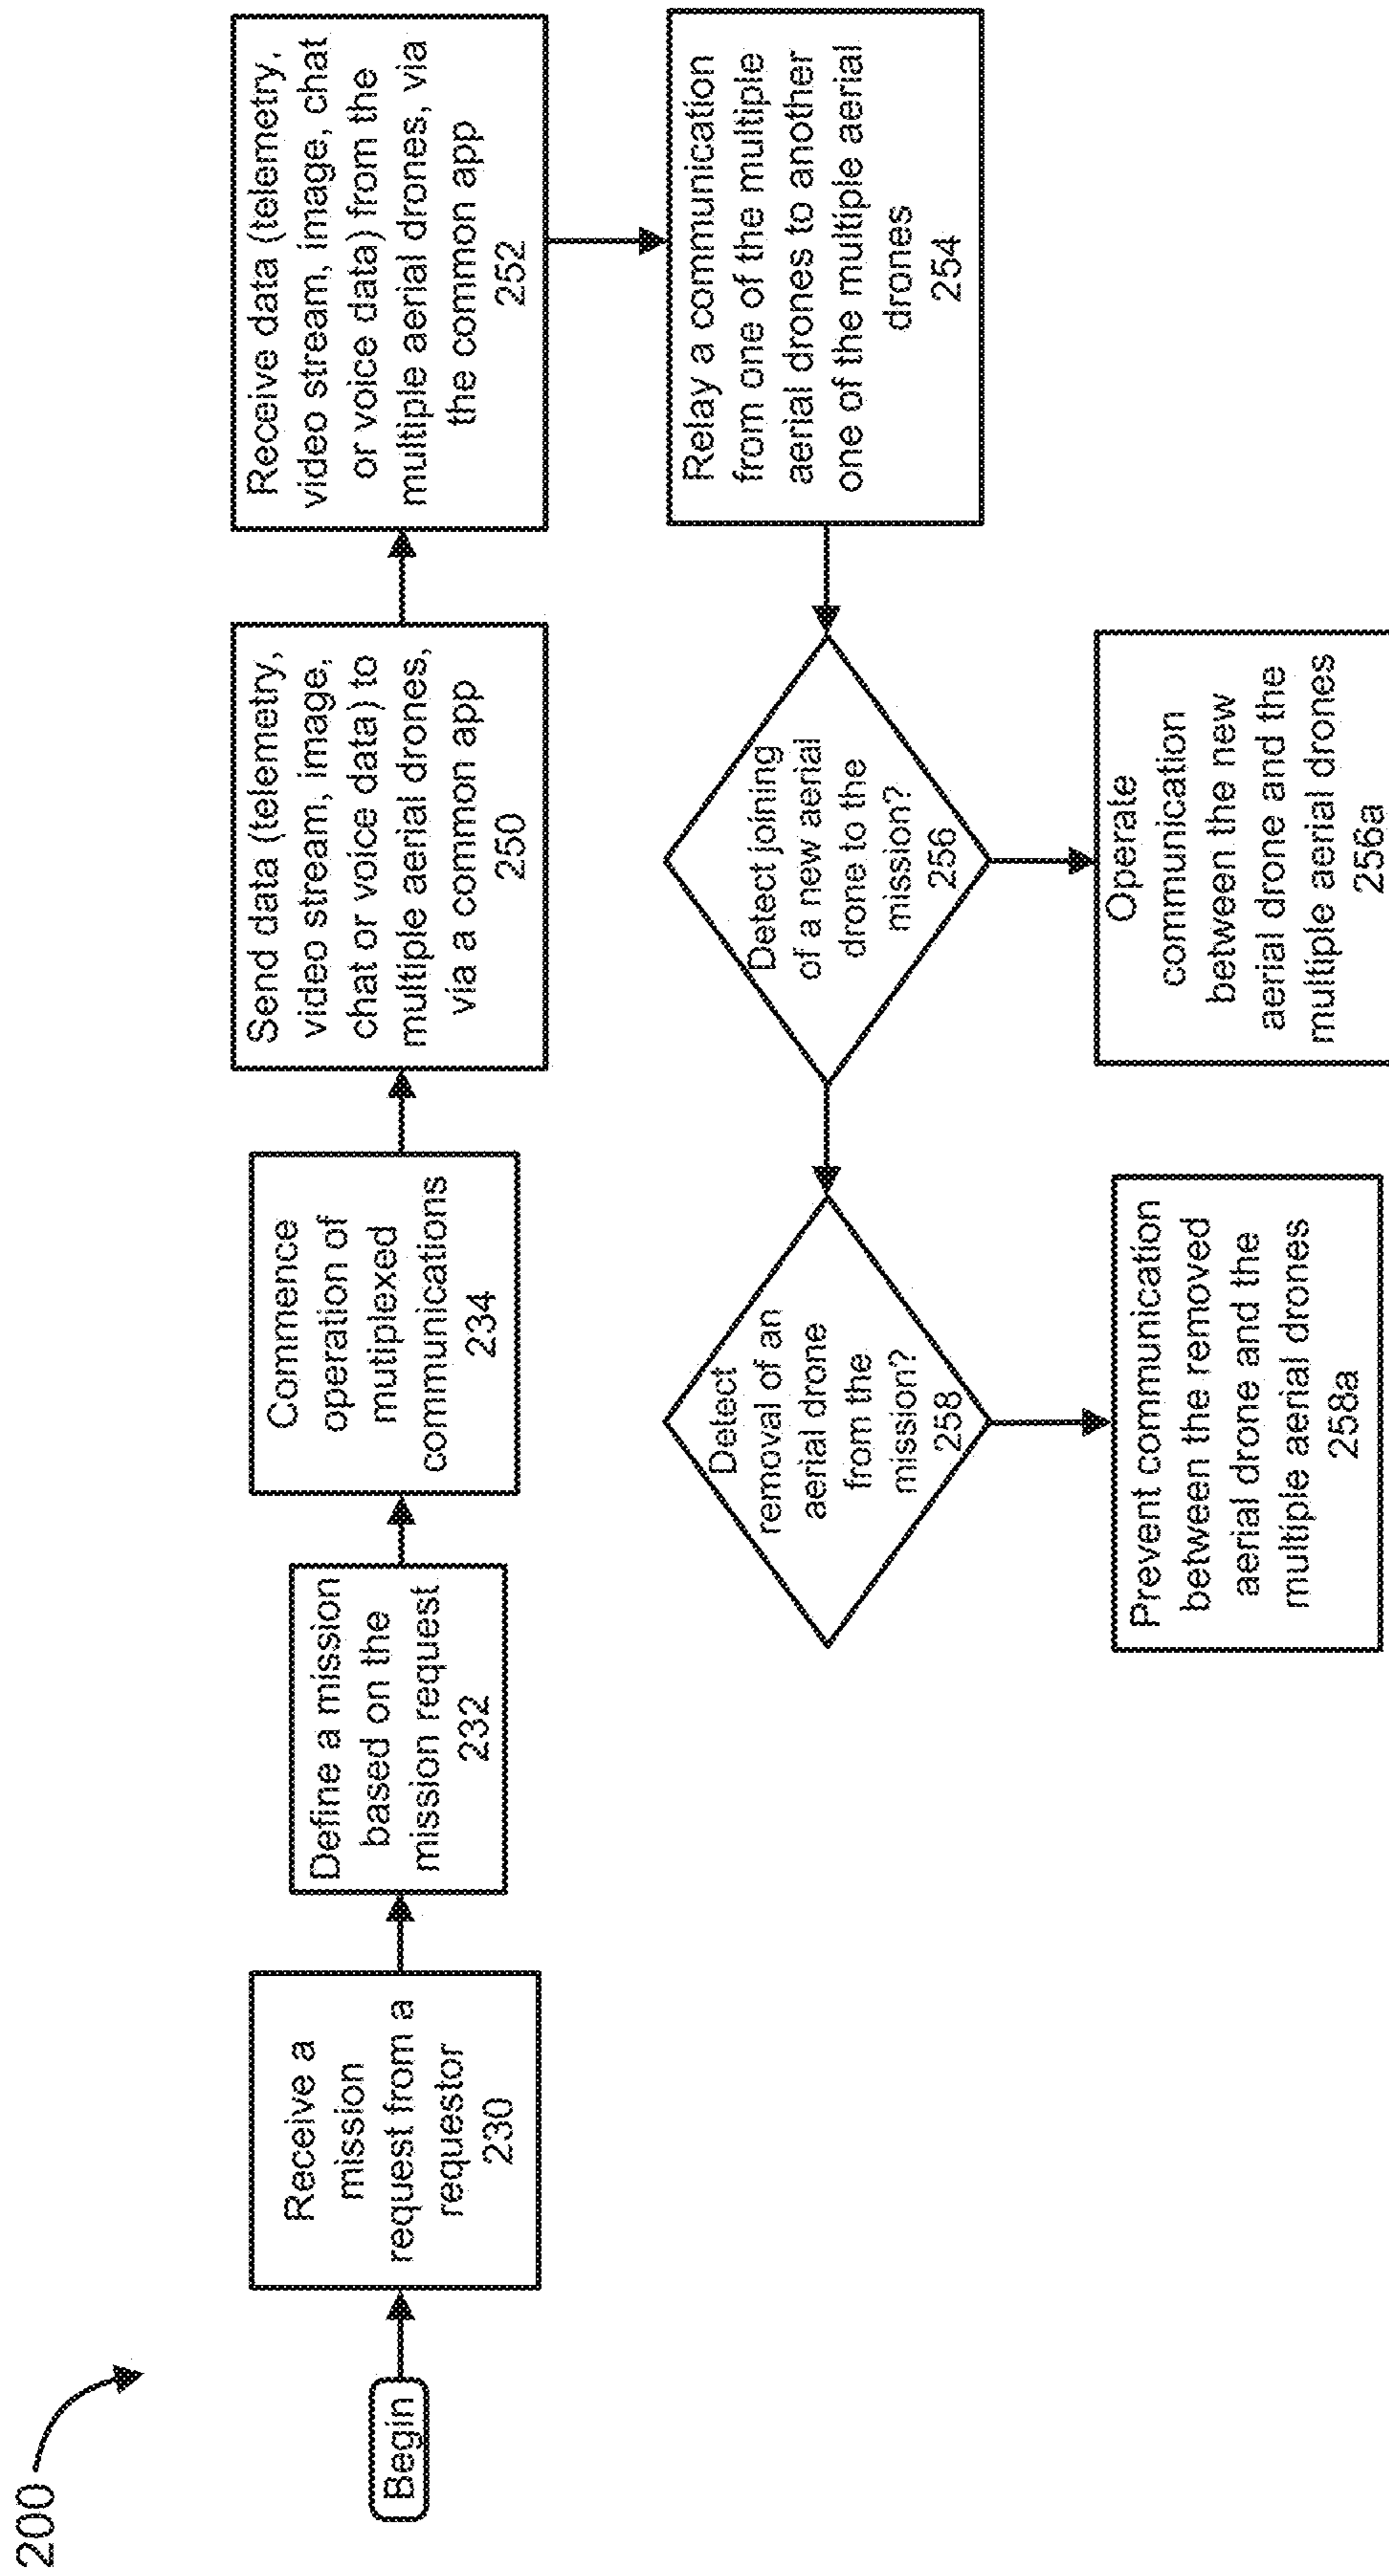 200
Begin
Receive a
mission
request from a
requestor
230
Define a mission
based on the
mission request
232
Commence
operation of
mutiplexed
communications
234
Send data (telemetry,
video stream, image,
chat or voice data) to
multiple aerial drones,
via a common app
250
Receive data (telemetry,
video stream, image, chat
or voice data) from the
multiple aerial drones, via
the common app
252
Relay a communication
from one of the multiple
aerial drones to another
one of the multiple aerial
drones
254
Detect joining
of a new aerial
drone to the
mission?
256
Operate
communication
between the new
aerial drone and the
multiple aerial drones
256a
Detect
removal of an
aerial drone
from the
mission?
258
Prevent communication
between the removed
aerial drone and the
multiple aerial drones
258a